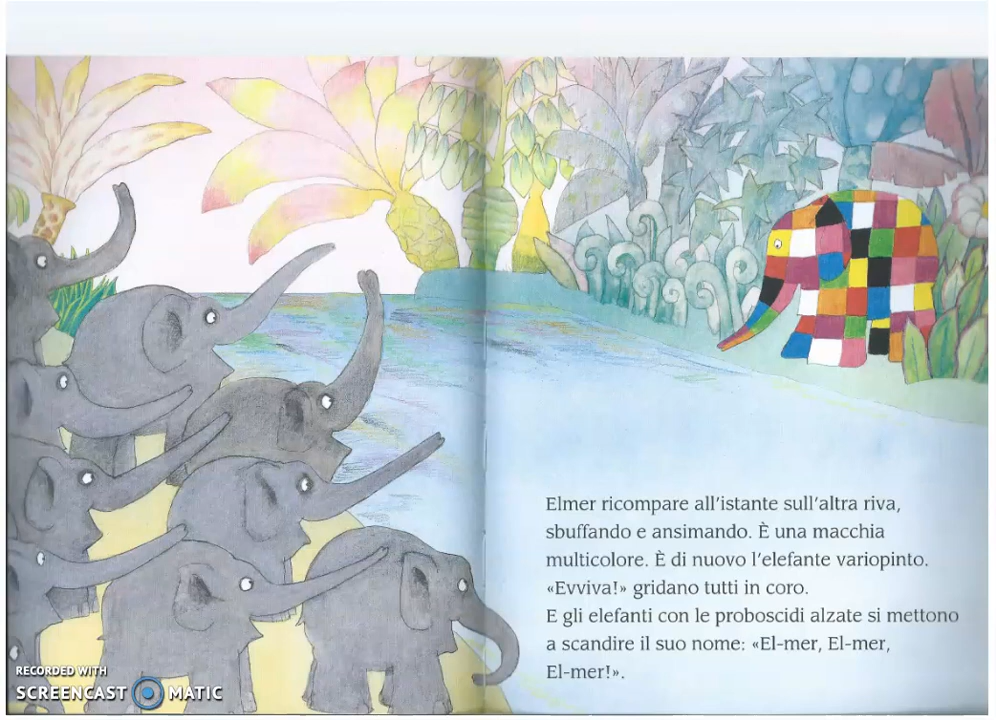 Elmer ricompare all'istante sull'altra riva,
sbuffando e ansimando. È una macchia
multicolore. È di nuovo l'elefante variopinto.
«Evviva!» gridano tutti in coro.
E gli elefanti con le proboscidi alzate si mettono
a scandire il suo nome: «El-mer, El-mer,
El-mer!».
RECORDED WITH
SCREENCAST MATIC